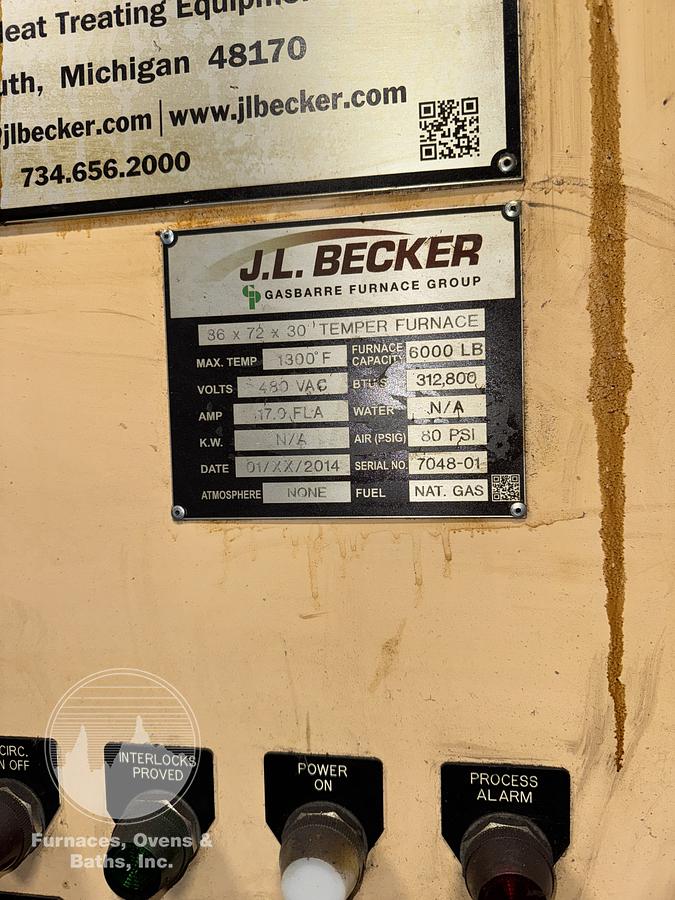 Heat Treating Equipmen
uth, Michigan 48170
jlbecker.com | www.jlbecker.com
734.656.2000
J.L. BECKER
GASBARRE FURNACE GROUP
36 x 72 x 30" TEMPER FURNACE
MAX. TEMP 1300°F FURNACE CAPACITY 6000 LB
VOLTS 480 VAC BTU'S 312,800
AMP 17.9 FLA WATER N/A
K.W. N/A AIR (PSIG) 80 PSI
DATE 01/XX/2014 SERIAL NO. 7048-01
ATMOSPHERE NONE FUEL NAT. GAS
CIRC.
N OFF
INTERLOCKS
PROVED
POWER
ON
PROCESS
ALARM
Furnaces, Ovens &
Baths, Inc.